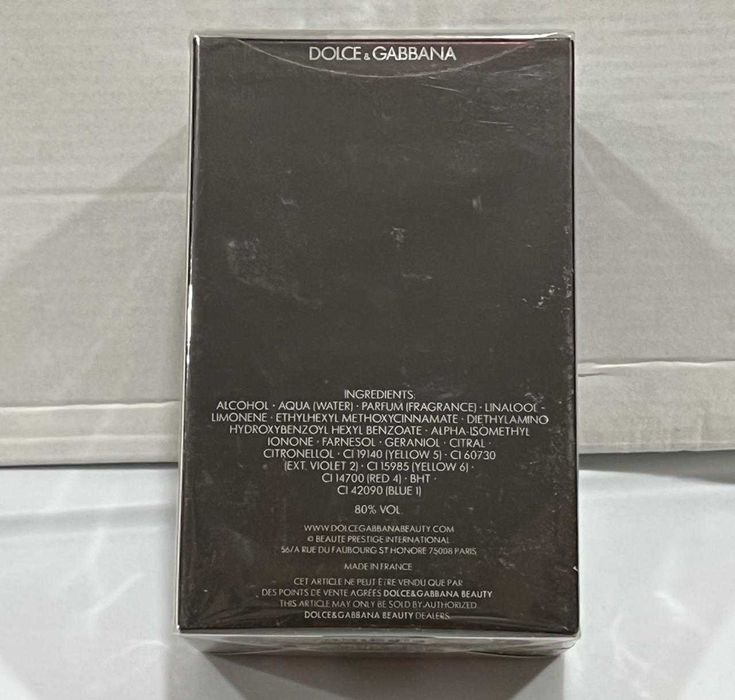 DOLCE & GABBANA
INGREDIENTS:
ALCOHOL · AQUA (WATER) · PARFUM (FRAGRANCE) · LINALOOL -
LIMONENE · ETHYLHEXYL METHOXYCINNAMATE · DIETHYLAMINO
HYDROXYBENZOYL HEXYL BENZOATE · ALPHA-ISOMETHYL
IONONE · FARNESOL · GERANIOL · CITRAL ·
CITRONELLOL · CI 19140 (YELLOW 5) · CI 60730
(EXT. VIOLET 2) · CI 15985 (YELLOW 6) ·
CI 14700 (RED 4) · BHT ·
CI 42090 (BLUE 1)
80% VOL.
WWW.DOLCEGABBANABEAUTY.COM
© BEAUTE PRESTIGE INTERNATIONAL
56/A RUE DU FAUBOURG ST HONORE 75008 PARIS
MADE IN FRANCE
CET ARTICLE NE PEUT ÊTRE VENDU QUE PAR
DES POINTS DE VENTE AGRÉÉS DOLCE&GABBANA BEAUTY
THIS ARTICLE MAY ONLY BE SOLD BY AUTHORIZED
DOLCE&GABBANA BEAUTY DEALERS.